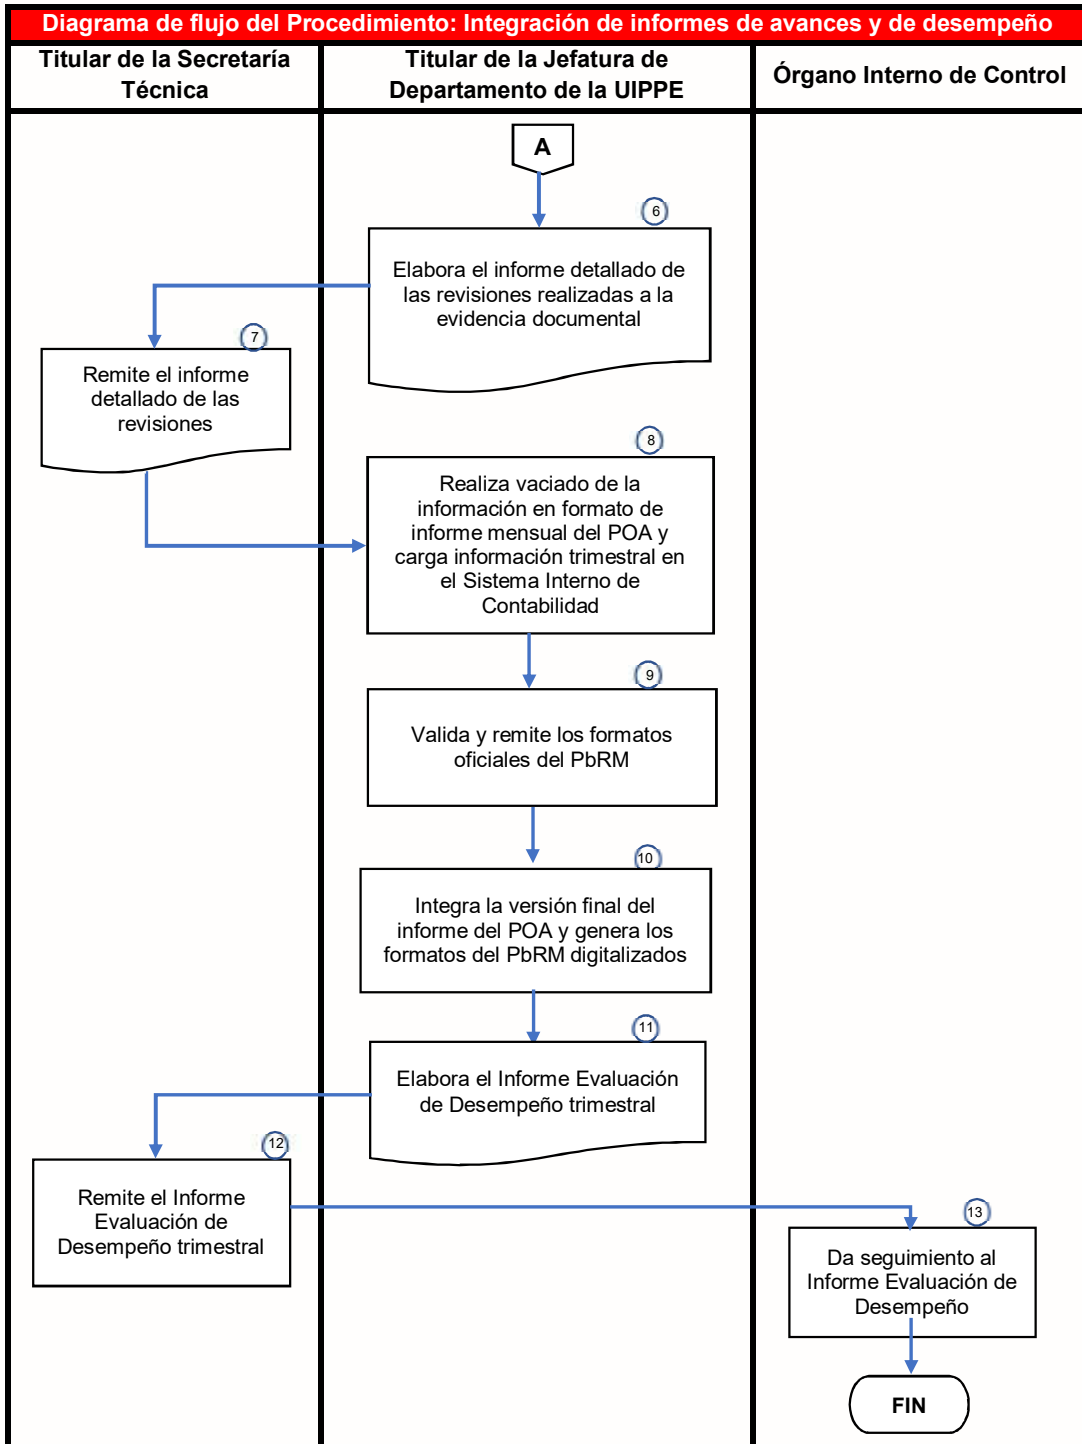 Diagrama de flujo del Procedimiento: Integración de informes de avances y de desempeño
Titular de la Secretaría
Técnica
Titular de la Jefatura de
Departamento de la UIPPE
Órgano Interno de Control
A
6
Elabora el informe detallado de
las revisiones realizadas a la
evidencia documental
7
Remite el informe
detallado de las
revisiones
8
Realiza vaciado de la
información en formato de
informe mensual del POA y
carga información trimestral en
el Sistema Interno de
Contabilidad
9
Valida y remite los formatos
oficiales del PbRM
10
Integra la versión final del
informe del POA y genera los
formatos del PbRM digitalizados
11
Elabora el Informe Evaluación
de Desempeño trimestral
12
Remite el Informe
Evaluación de
Desempeño trimestral
13
Da seguimiento al
Informe Evaluación de
Desempeño
FIN